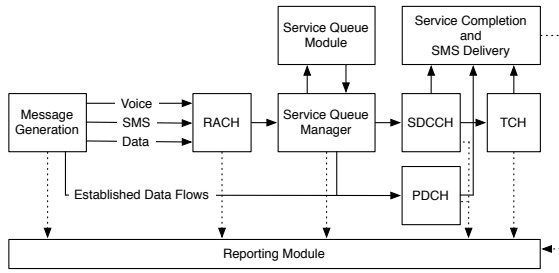 Service Queue
Module
Service Completion
and
SMS Delivery
Message
Generation
Voice
SMS
Data
RACH
Service Queue
Manager
SDCCH
TCH
Established Data Flows
PDCH
Reporting Module